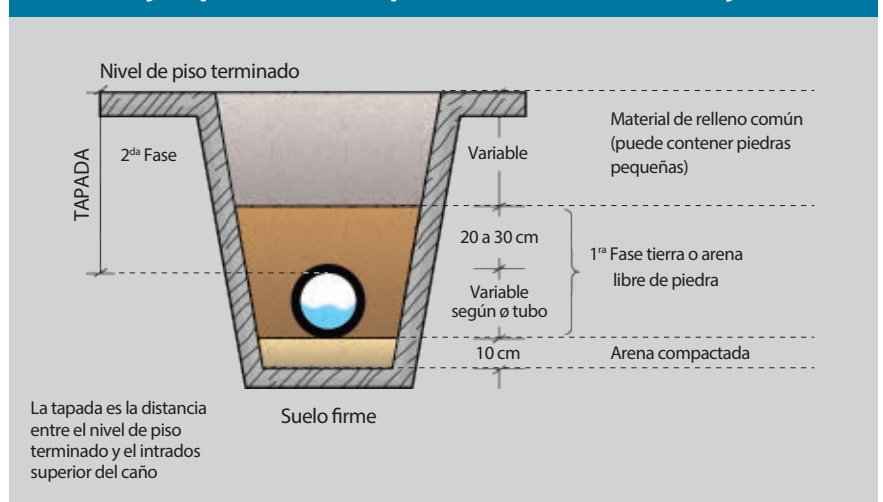 Nivel de piso terminado
TAPADA
2da Fase
Variable
Material de relleno común
(puede contener piedras
pequeñas)
20 a 30 cm
1ra Fase tierra o arena
libre de piedra
Variable
según ø tubo
10 cm
Arena compactada
Suelo firme
La tapada es la distancia
entre el nivel de piso
terminado y el intrados
superior del caño